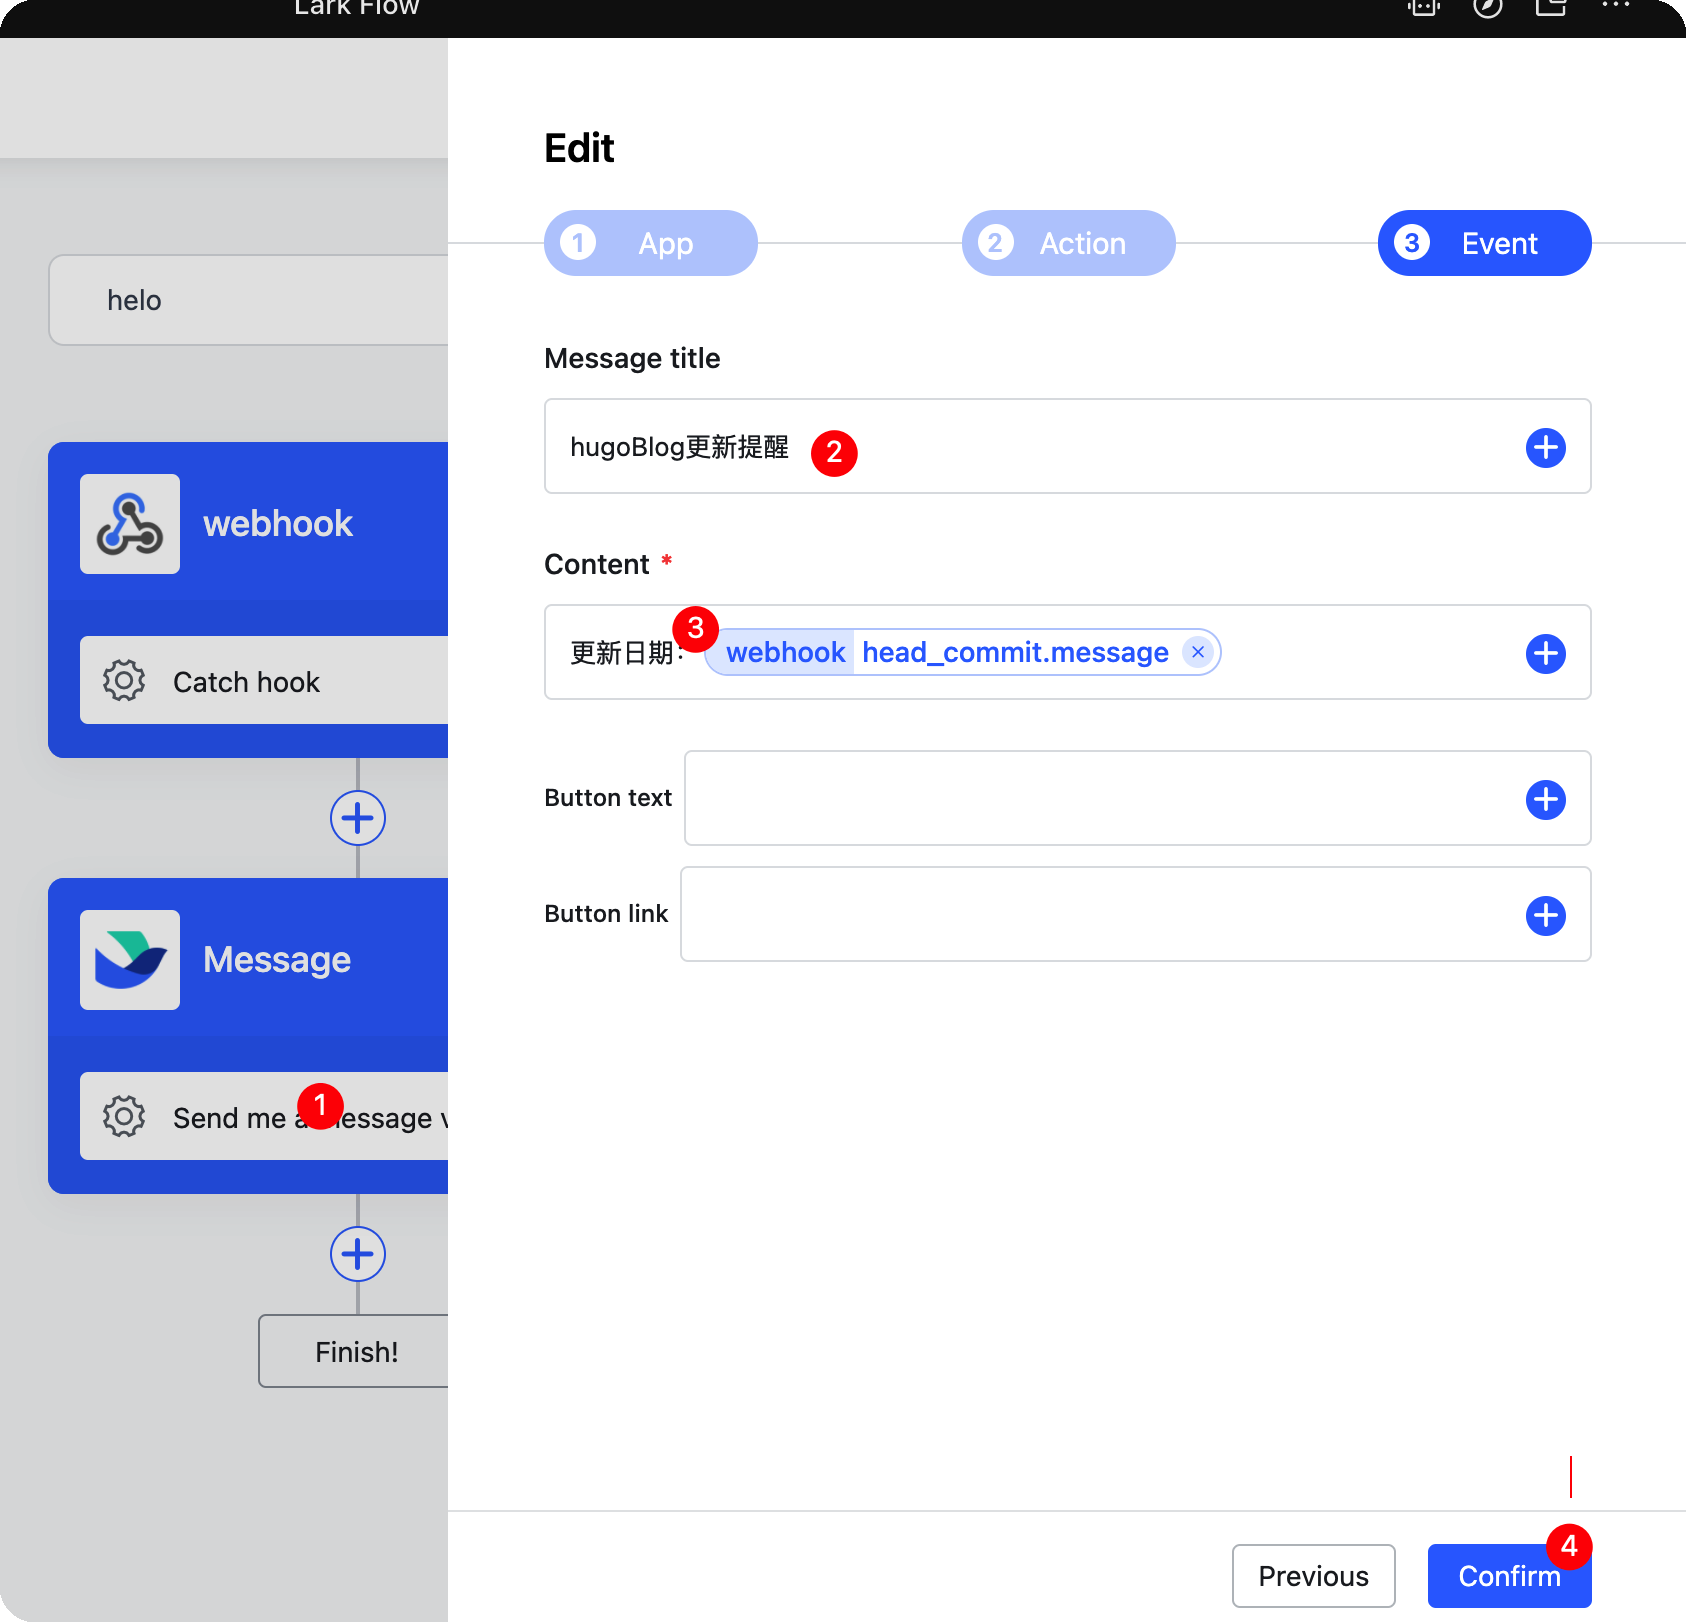 Lark Flow
Edit
1 App
2 Action
3 Event
helo
Message title
hugoBlog更新提醒
2
webhook
Content *
3
更新日期：
webhook head_commit.message
Catch hook
Button text
Button link
Message
Send me a
1
essage
Finish!
4
Previous
Confirm